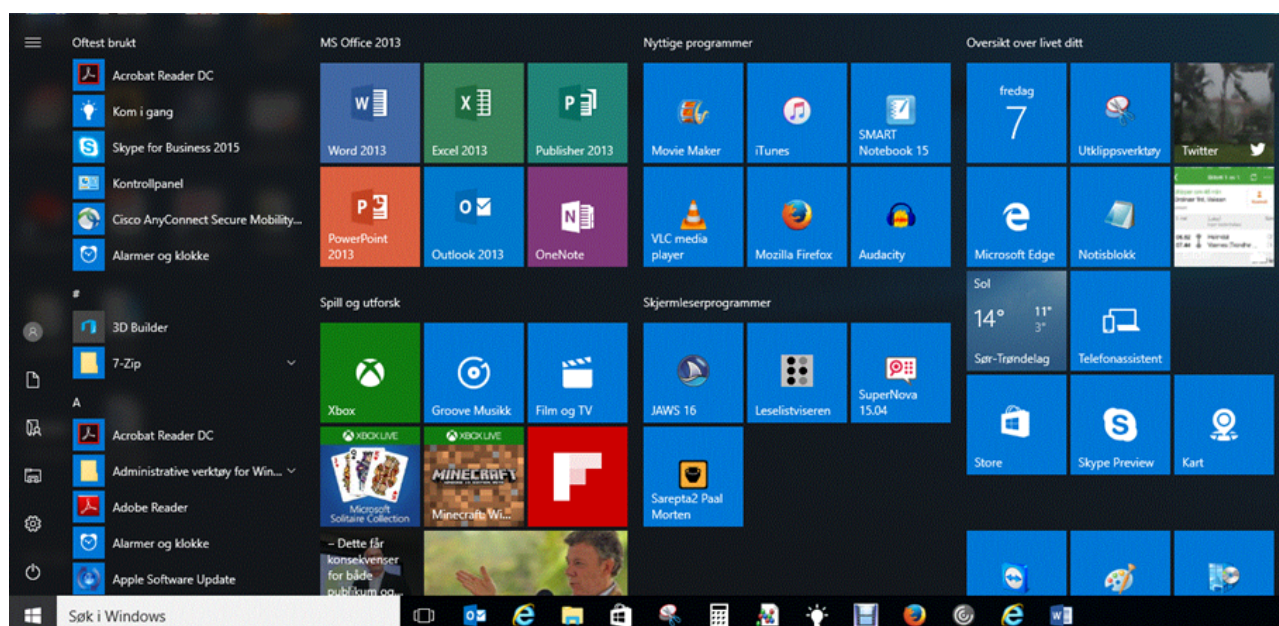 Oftest brukt
Acrobat Reader DC
Kom i gang
Skype for Business 2015
Kontrollpanel
Cisco AnyConnect Secure Mobility...
Alarmer og klokke
#
3D Builder
7-Zip
A
Acrobat Reader DC
Administrative verktøy for Win...
Adobe Reader
Alarmer og klokke
Apple Software Update
Søk i Windows
MS Office 2013
Word 2013
Excel 2013
Publisher 2013
PowerPoint
2013
Outlook 2013
OneNote
Spill og utforsk
Xbox
Groove Musikk
Film og TV
XBOX LIVE
Microsoft
Solitaire Collection
XBOX LIVE
MINECRAFT
Minecraft: Wi...
– Dette får
konsekvenser
for både
publikum og...
Nyttige programmer
Movie Maker
iTunes
SMART
Notebook 15
VLC media
player
Mozilla Firefox
Audacity
Skjermleserprogrammer
JAWS 16
Leselistviseren
SuperNova
15.04
Sarepta2 Paal
Morten
Oversikt over livet ditt
fredag
7
Utklippsverktøy
Twitter
Microsoft Edge
Notisblokk
Sol
14°
11°
3°
Sør-Trøndelag
Telefonassistent
Store
Skype Preview
Kart